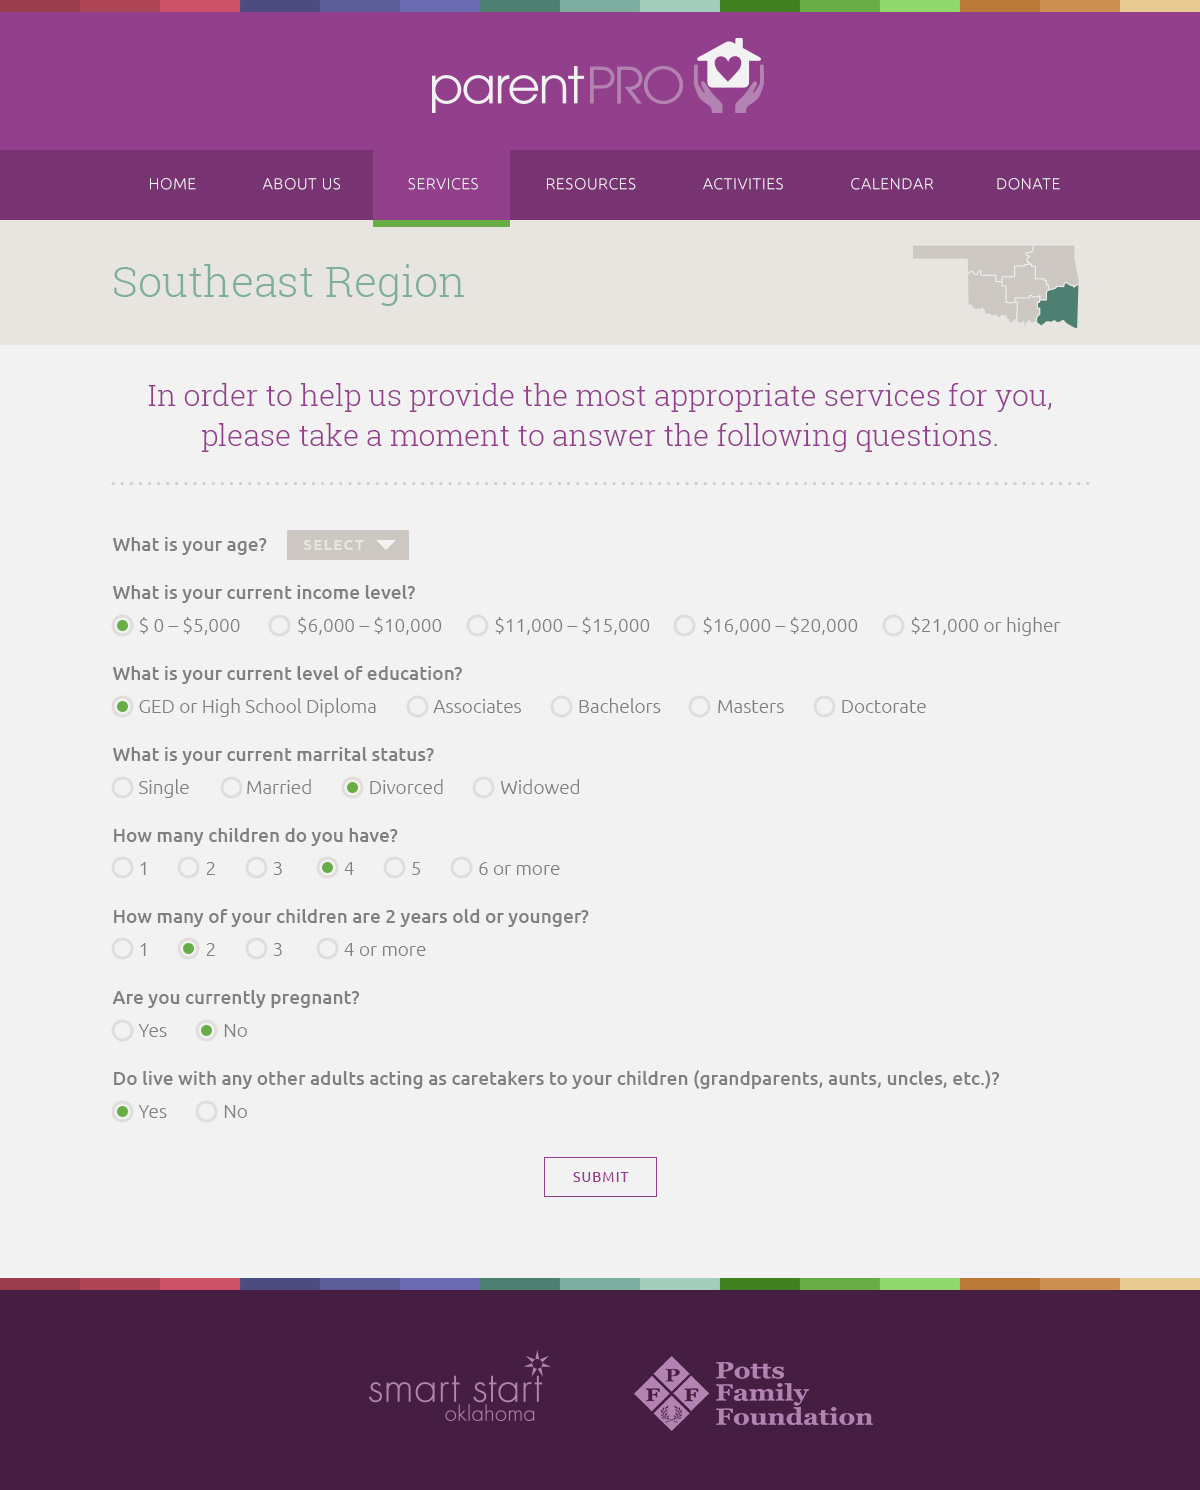 parentPRO
HOME ABOUT US SERVICES RESOURCES ACTIVITIES CALENDAR DONATE
Southeast Region
In order to help us provide the most appropriate services for you,
please take a moment to answer the following questions.
What is your age? SELECT
What is your current income level?
$ 0 – $5,000 $6,000 – $10,000 $11,000 – $15,000 $16,000 – $20,000 $21,000 or higher
What is your current level of education?
GED or High School Diploma Associates Bachelors Masters Doctorate
What is your current marrital status?
Single Married Divorced Widowed
How many children do you have?
1 2 3 4 5 6 or more
How many of your children are 2 years old or younger?
1 2 3 4 or more
Are you currently pregnant?
Yes No
Do live with any other adults acting as caretakers to your children (grandparents, aunts, uncles, etc.)?
Yes No
SUBMIT
smart start
oklahoma
P
F F
Potts
Family
Foundation